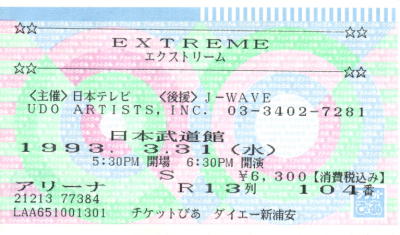 ☆☆ ☆☆
EXTREME
エクストリーム
☆☆ ☆☆
〈主催〉日本テレビ 〈後援〉J-WAVE
UDO ARTISTS, INC. 03-3402-7281
日本武道館
1993. 3.31 (水)
5:30PM 開場 6:30PM 開演
S ¥6,300【消費税込み】
アリーナ R13列 104番
21213 77384
LAA651001301 チケットぴあ ダイエー新浦安